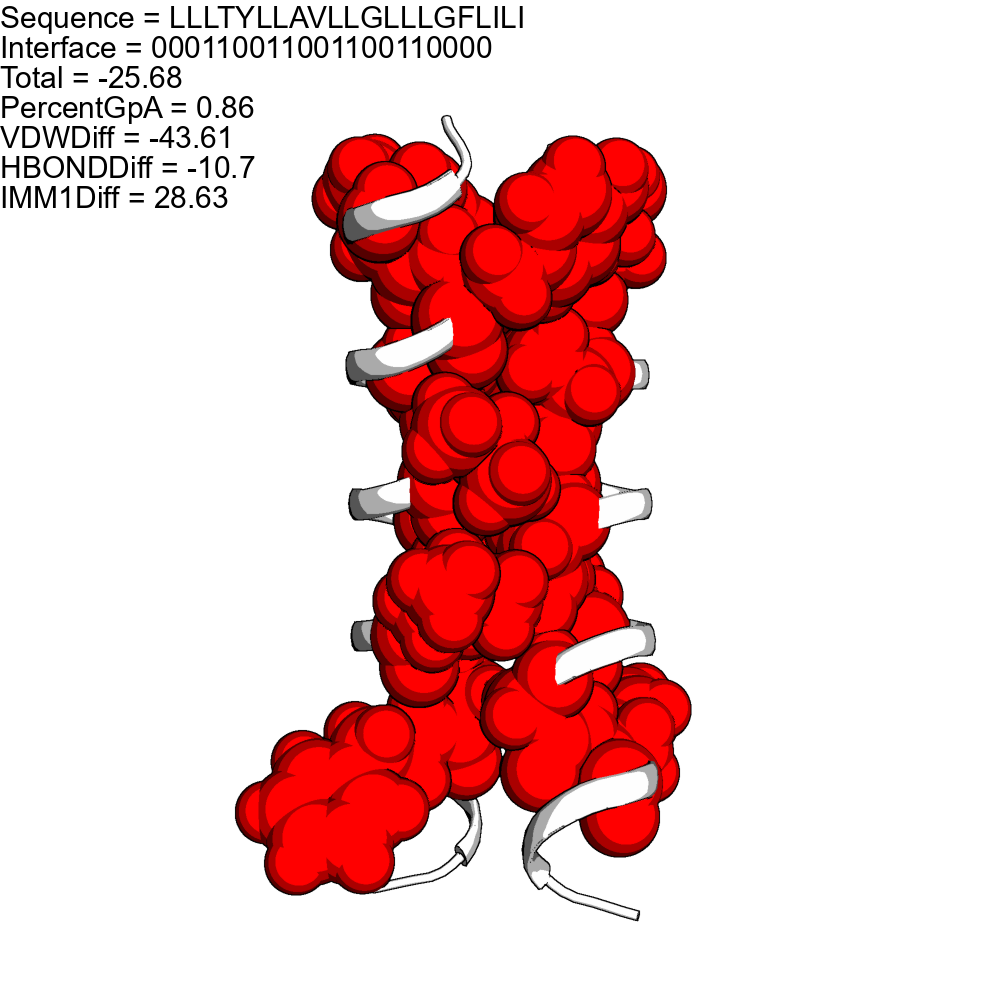 Sequence = LLLTYLLAVLLGLLLGFLILI
Interface = 000110011001100110000
Total = -25.68
PercentGpA = 0.86
VDWDiff = -43.61
HBONDDiff = -10.7
IMM1Diff = 28.63